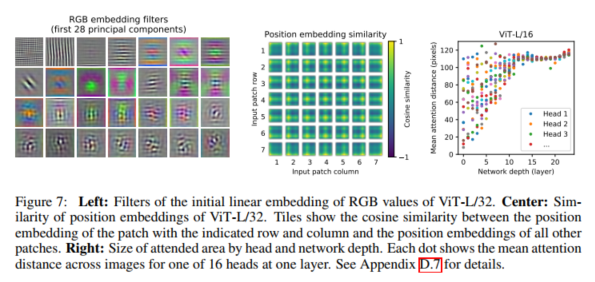 RGB embedding filters
(first 28 principal components)
Position embedding similarity
1
2
3
4
5
6
7
Input patch row
1 2 3 4 5 6 7
Input patch column
1
−1
Cosine similarity
ViT-L/16
120
100
80
60
40
20
0
Mean attention distance (pixels)
Head 1
Head 2
Head 3
...
0 5 10 15 20
Network depth (layer)
Figure 7: Left: Filters of the initial linear embedding of RGB values of ViT-L/32. Center: Sim-
ilarity of position embeddings of ViT-L/32. Tiles show the cosine similarity between the position
embedding of the patch with the indicated row and column and the position embeddings of all other
patches. Right: Size of attended area by head and network depth. Each dot shows the mean attention
distance across images for one of 16 heads at one layer. See Appendix D.7 for details.